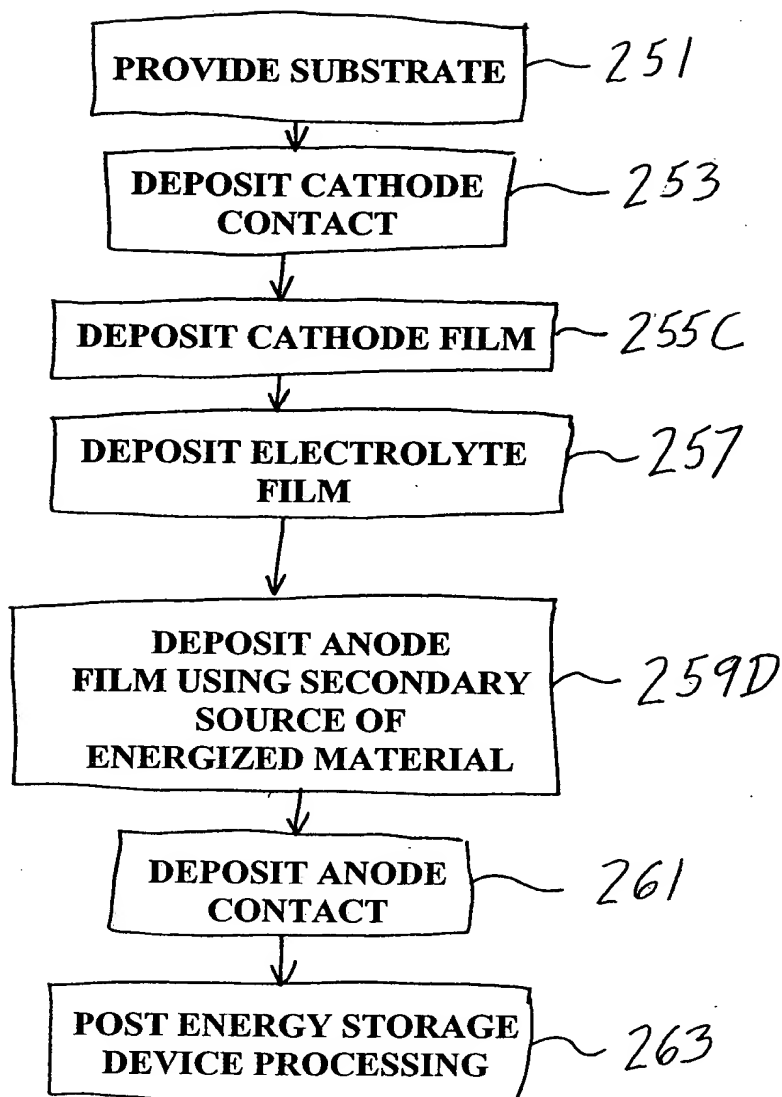 PROVIDE SUBSTRATE 251
DEPOSIT CATHODE 253
CONTACT
DEPOSIT CATHODE FILM 255C
DEPOSIT ELECTROLYTE 257
FILM
DEPOSIT ANODE
FILM USING SECONDARY 259D
SOURCE OF
ENERGIZED MATERIAL
DEPOSIT ANODE 261
CONTACT
POST ENERGY STORAGE
DEVICE PROCESSING 263